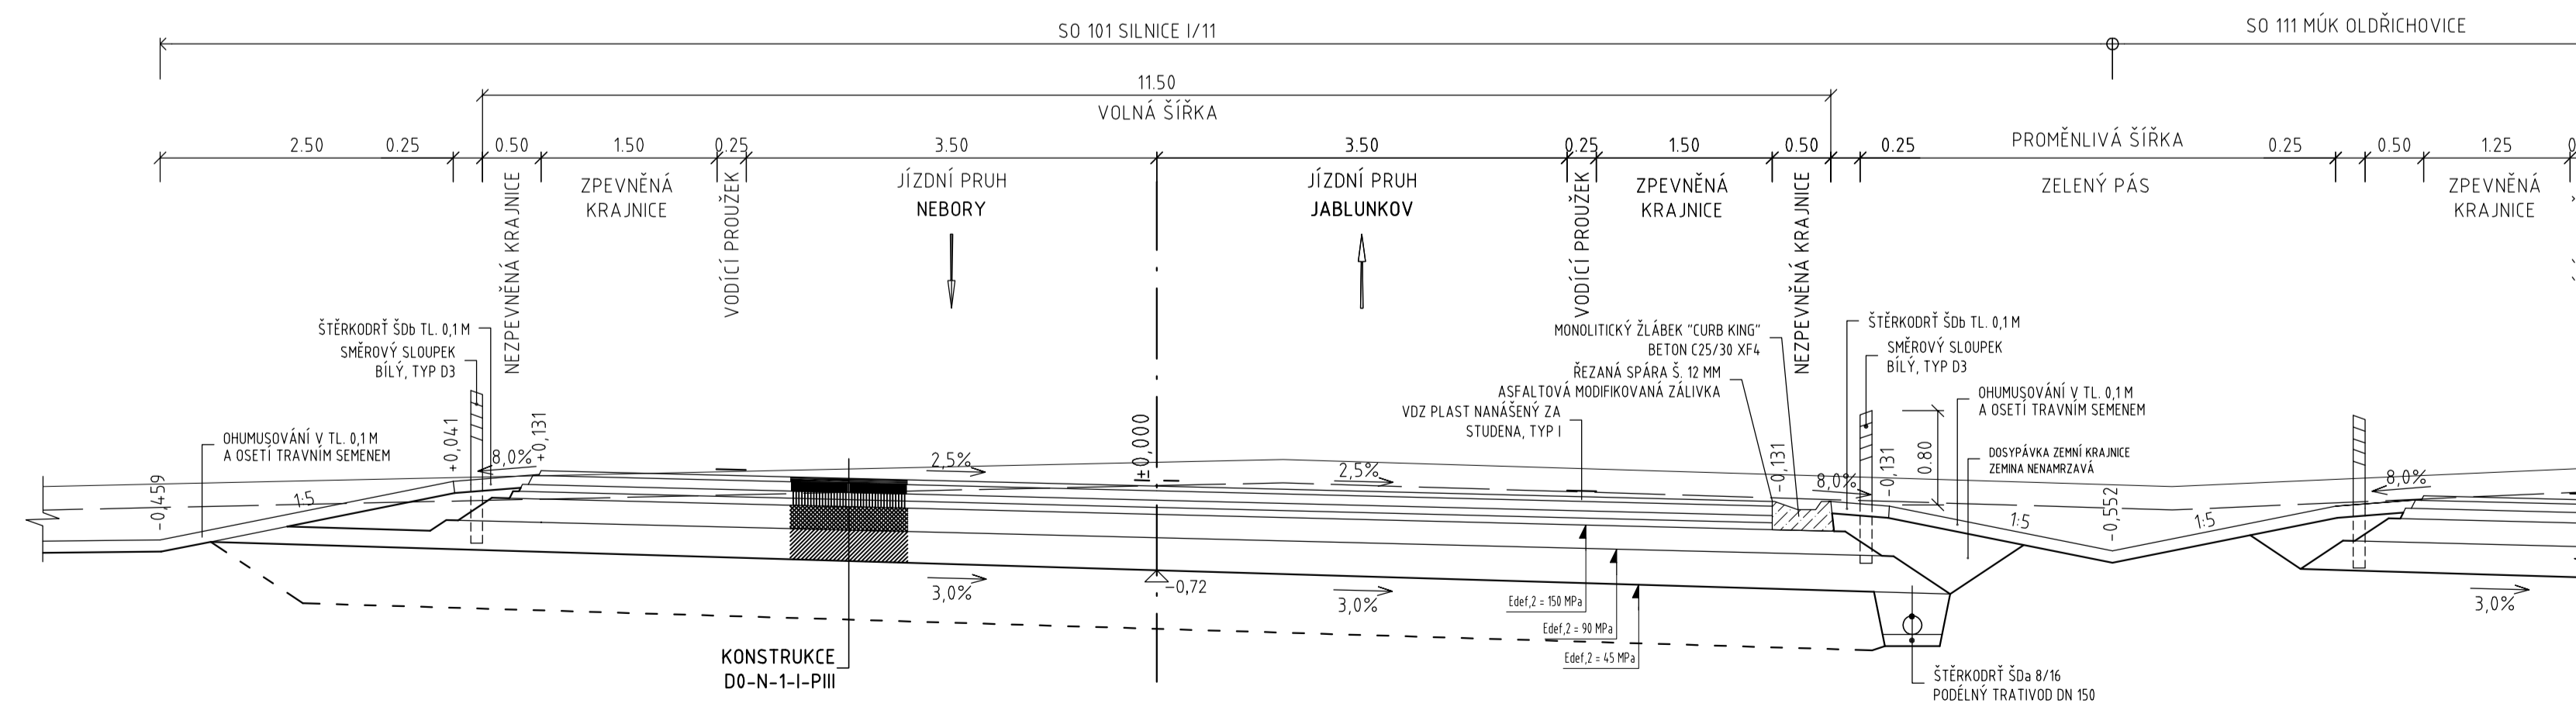 SO 101 SILNICE I/11
SO 111 MÚK OLDŘICHOVICE
11.50
VOLNÁ ŠÍŘKA
2.50
0.25
0.50
1.50
0.25
3.50
3.50
0.25
1.50
0.50
0.25
PROMĚNLIVÁ ŠÍŘKA
0.25
0.50
1.25
NEZPEVNĚNÁ KRAJNICE
ZPEVNĚNÁ
KRAJNICE
VODÍCÍ PROUŽEK
JÍZDNÍ PRUH
NEBORY
JÍZDNÍ PRUH
JABLUNKOV
VODÍCÍ PROUŽEK
ZPEVNĚNÁ
KRAJNICE
NEZPEVNĚNÁ KRAJNICE
ZELENÝ PÁS
ZPEVNĚNÁ
KRAJNICE
ŠTĚRKODRŤ ŠDb TL. 0,1 M
SMĚROVÝ SLOUPEK
BÍLÝ, TYP D3
OHUMUSOVÁNÍ V TL. 0,1 M
A OSETÍ TRAVNÍM SEMENEM
MONOLITICKÝ ŽLÁBEK "CURB KING"
BETON C25/30 XF4
ŘEZANÁ SPÁRA Š. 12 MM
ASFALTOVÁ MODIFIKOVANÁ ZÁLIVKA
VDZ PLAST NANÁŠENÝ ZA
STUDENA, TYP I
ŠTĚRKODRŤ ŠDb TL. 0,1 M
SMĚROVÝ SLOUPEK
BÍLÝ, TYP D3
OHUMUSOVÁNÍ V TL. 0,1 M
A OSETÍ TRAVNÍM SEMENEM
DOSYPÁVKA ZEMNÍ KRAJNICE
ZEMINA NENAMRZAVÁ
-0,459
1:5
+0,041
8,0%
+0,131
2,5%
±0,000
2,5%
-0,131
8,0%
-0,131
0.80
1:5
-0,552
1:5
8,0%
3,0%
-0,72
3,0%
3,0%
Edef,2 = 150 MPa
Edef,2 = 90 MPa
Edef,2 = 45 MPa
KONSTRUKCE
D0-N-1-I-PIII
ŠTĚRKODRŤ ŠDa 8/16
PODÉLNÝ TRATIVOD DN 150